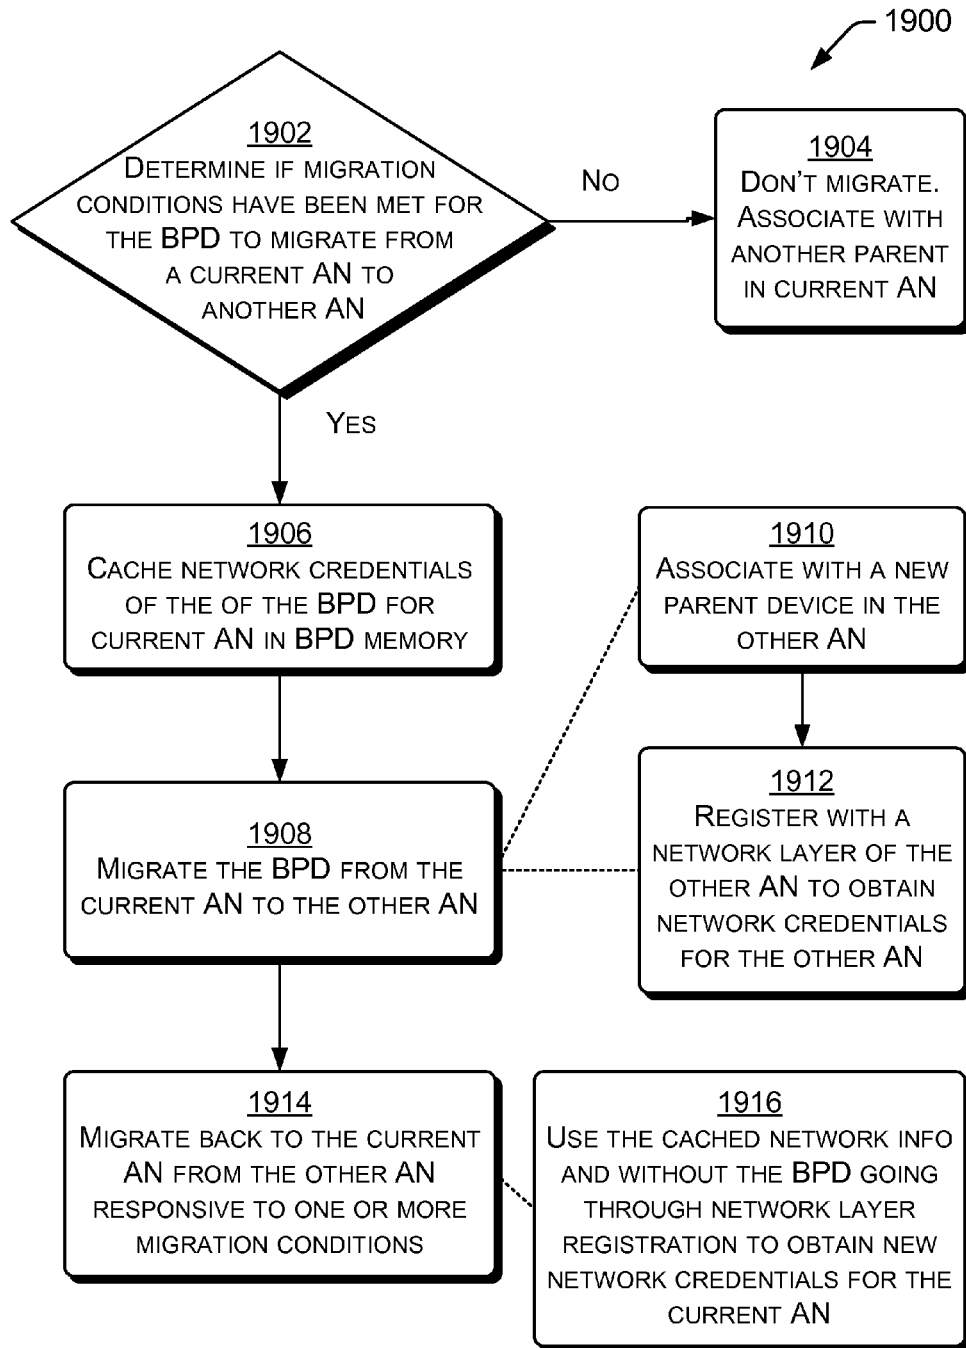 1900
1902
DETERMINE IF MIGRATION
CONDITIONS HAVE BEEN MET FOR
THE BPD TO MIGRATE FROM
A CURRENT AN TO
ANOTHER AN
NO
1904
DON'T MIGRATE.
ASSOCIATE WITH
ANOTHER PARENT
IN CURRENT AN
YES
1906
CACHE NETWORK CREDENTIALS
OF THE OF THE BPD FOR
CURRENT AN IN BPD MEMORY
1910
ASSOCIATE WITH A NEW
PARENT DEVICE IN THE
OTHER AN
1908
MIGRATE THE BPD FROM THE
CURRENT AN TO THE OTHER AN
1912
REGISTER WITH A
NETWORK LAYER OF THE
OTHER AN TO OBTAIN
NETWORK CREDENTIALS
FOR THE OTHER AN
1914
MIGRATE BACK TO THE CURRENT
AN FROM THE OTHER AN
RESPONSIVE TO ONE OR MORE
MIGRATION CONDITIONS
1916
USE THE CACHED NETWORK INFO
AND WITHOUT THE BPD GOING
THROUGH NETWORK LAYER
REGISTRATION TO OBTAIN NEW
NETWORK CREDENTIALS FOR THE
CURRENT AN